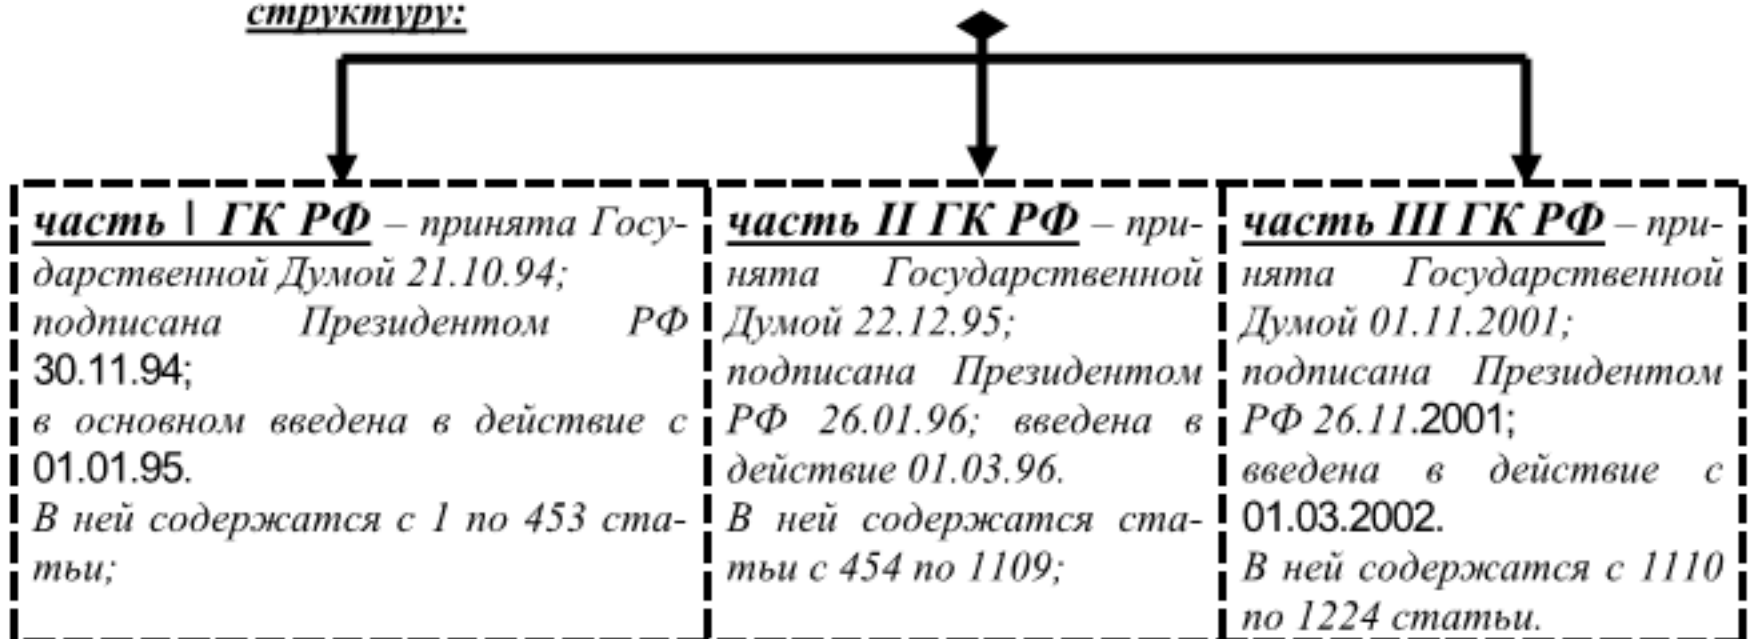 структуру:
часть I ГК РФ – принята Госу-
дарственной Думой 21.10.94;
подписана Президентом РФ
30.11.94;
в основном введена в действие с
01.01.95.
В ней содержатся с 1 по 453 ста-
тьи;
часть II ГК РФ – при-
нята Государственной
Думой 22.12.95;
подписана Президентом
РФ 26.01.96; введена в
действие 01.03.96.
В ней содержатся ста-
тьи с 454 по 1109;
часть III ГК РФ – при-
нята Государственной
Думой 01.11.2001;
подписана Президентом
РФ 26.11.2001;
введена в действие с
01.03.2002.
В ней содержатся с 1110
по 1224 статьи.